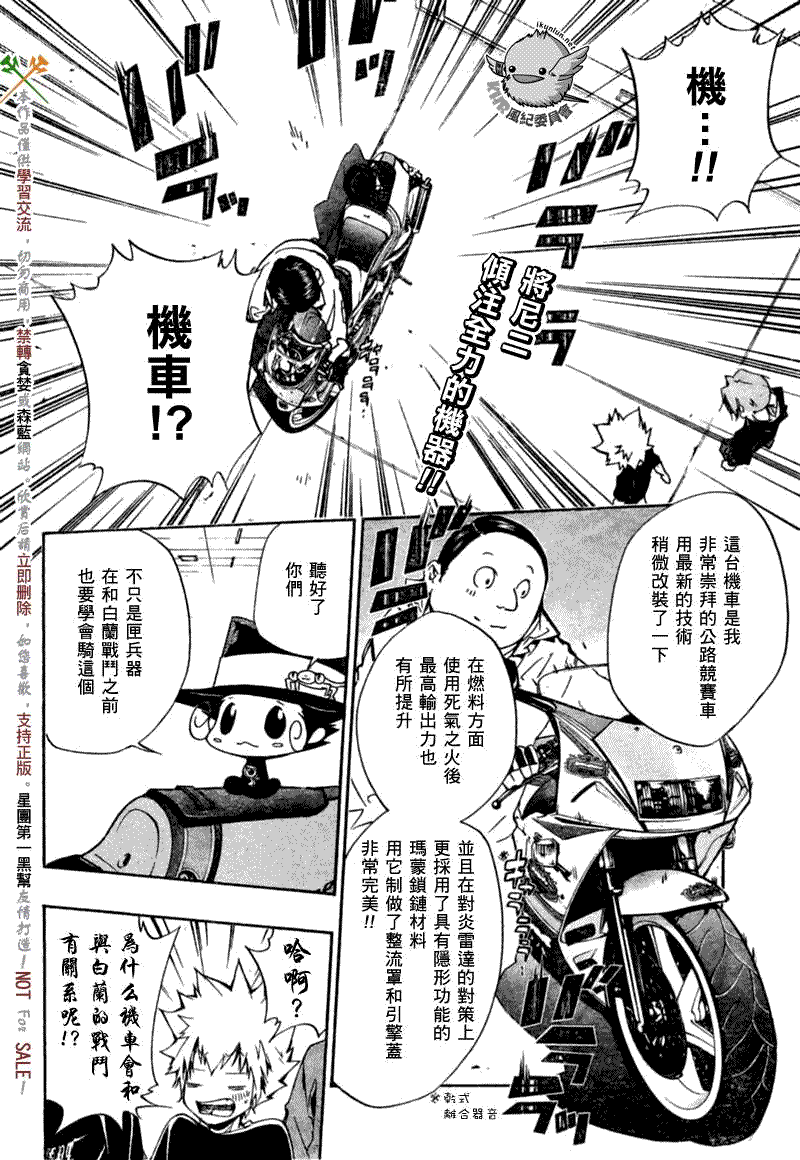 ikunlun.net
KHR風紀委員會
機…!!
機車!?
將尼二
傾注全力的機器!!
這台機車是我
非常崇拜的公路競賽車
用最新的技術
稍微改裝了一下
在燃料方面
使用死氣之火後
最高輸出力也
有所提升
並且在對炎雷達的對策上
更採用了具有隱形功能的
瑪蒙鎖鏈材料
用它制做了整流罩和引擎蓋
非常完美!!
*乾式
離合器音
聽好了
你們
不只是匣兵器
在和白蘭戰鬥之前
也要學會騎這個
哈啊?
為什么機車會和
與白蘭的戰鬥
有關系呢!?
本作品僅供學習交流,切勿商用,禁轉貪婪或森藍網站。欣賞后請立即刪除,如您喜歡,支持正版。星團第一黑幫友情打造!NOT For SALE!